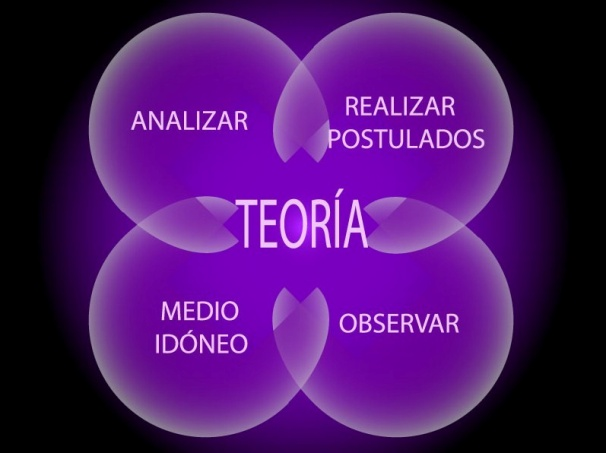 ANALIZAR
REALIZAR
POSTULADOS
TEORÍA
MEDIO
IDÓNEO
OBSERVAR